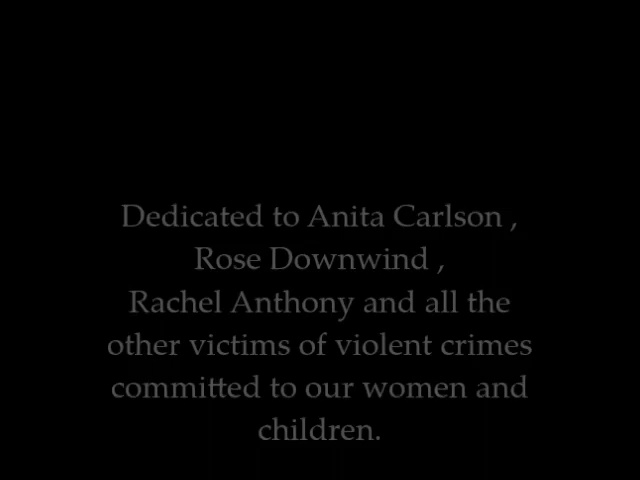 Dedicated to Anita Carlson ,
Rose Downwind ,
Rachel Anthony and all the
other victims of violent crimes
committed to our women and
children.